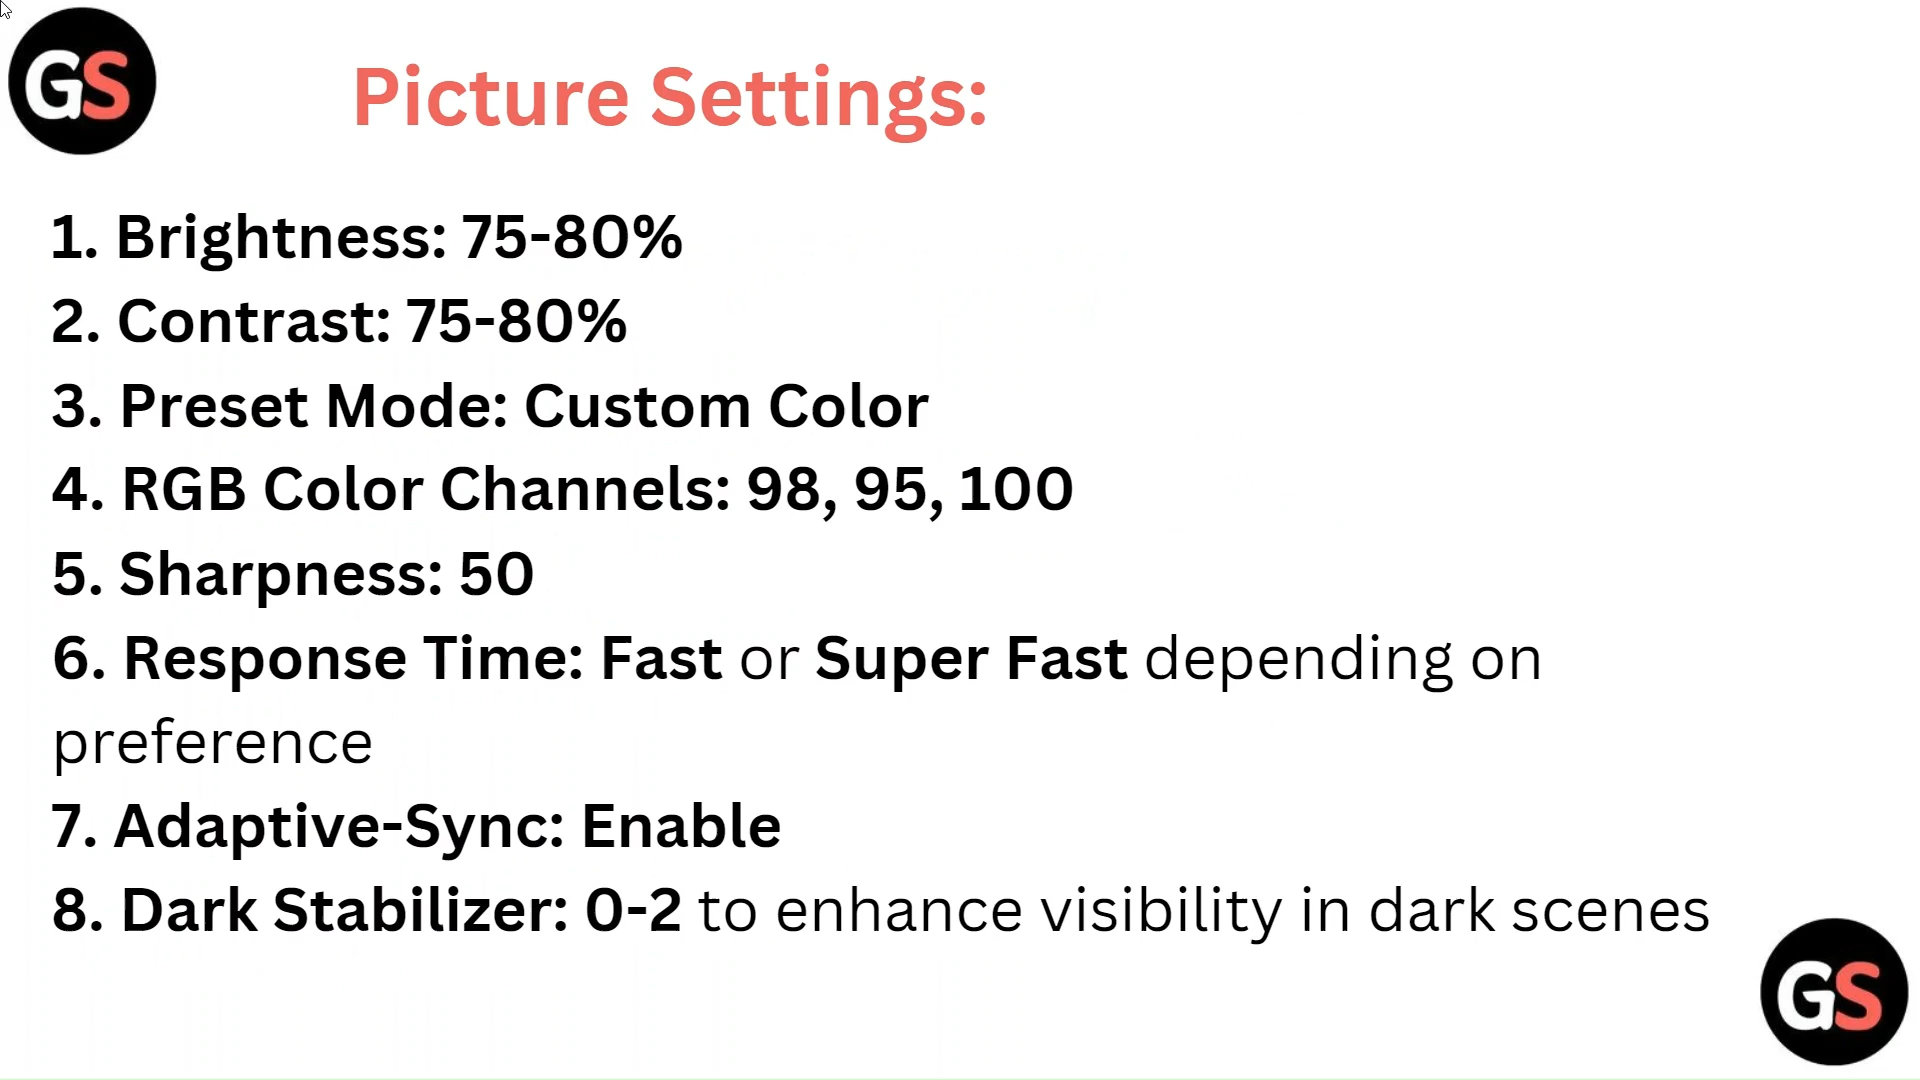 GS
Picture Settings:
1. Brightness: 75-80%
2. Contrast: 75-80%
3. Preset Mode: Custom Color
4. RGB Color Channels: 98, 95, 100
5. Sharpness: 50
6. Response Time: Fast or Super Fast depending on
preference
7. Adaptive-Sync: Enable
8. Dark Stabilizer: 0-2 to enhance visibility in dark scenes
GS